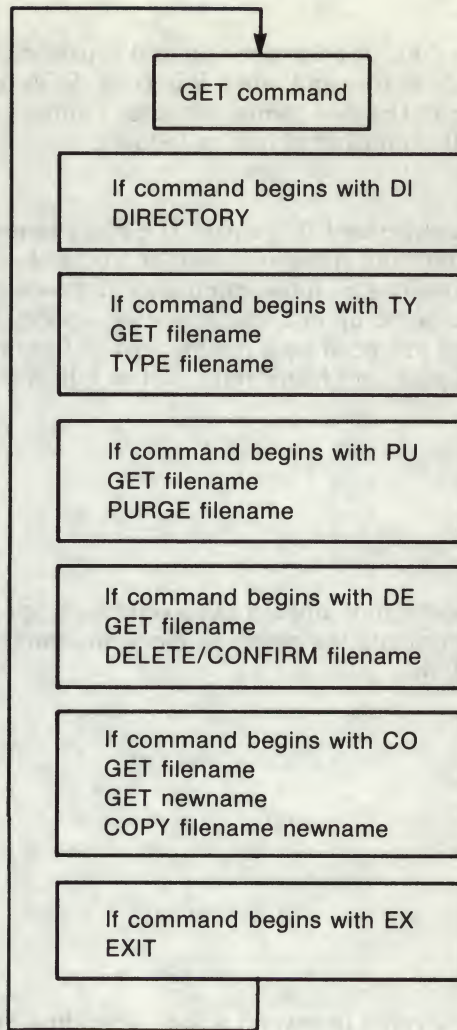 GET command
If command begins with DI
DIRECTORY
If command begins with TY
GET filename
TYPE filename
If command begins with PU
GET filename
PURGE filename
If command begins with DE
GET filename
DELETE/CONFIRM filename
If command begins with CO
GET filename
GET newname
COPY filename newname
If command begins with EX
EXIT